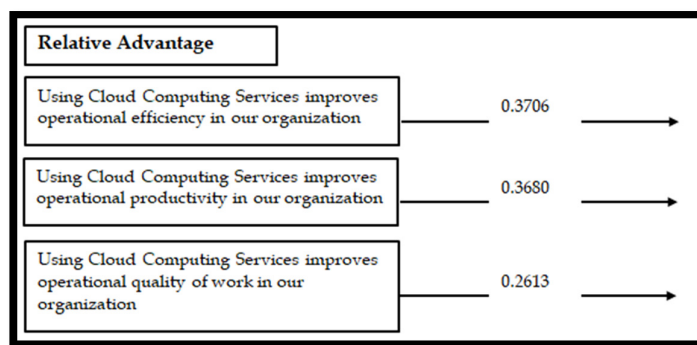 Relative Advantage
Using Cloud Computing Services improves
operational efficiency in our organization
0.3706
Using Cloud Computing Services improves
operational productivity in our organization
0.3680
Using Cloud Computing Services improves
operational quality of work in our
organization
0.2613